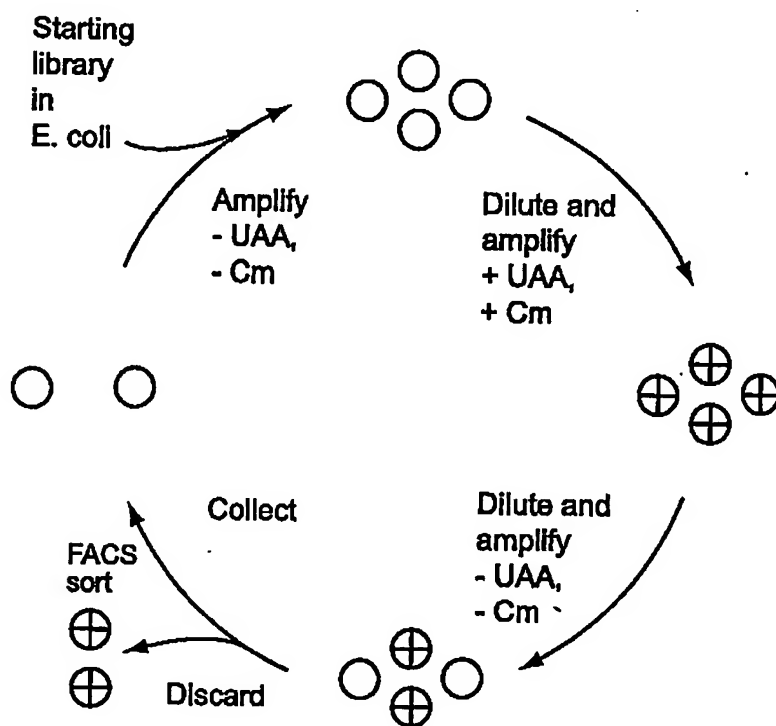 Starting
library
in
E. coli
Amplify
- UAA,
- Cm
Dilute and
amplify
+ UAA,
+ Cm
Dilute and
amplify
- UAA,
- Cm
Collect
FACS
sort
Discard